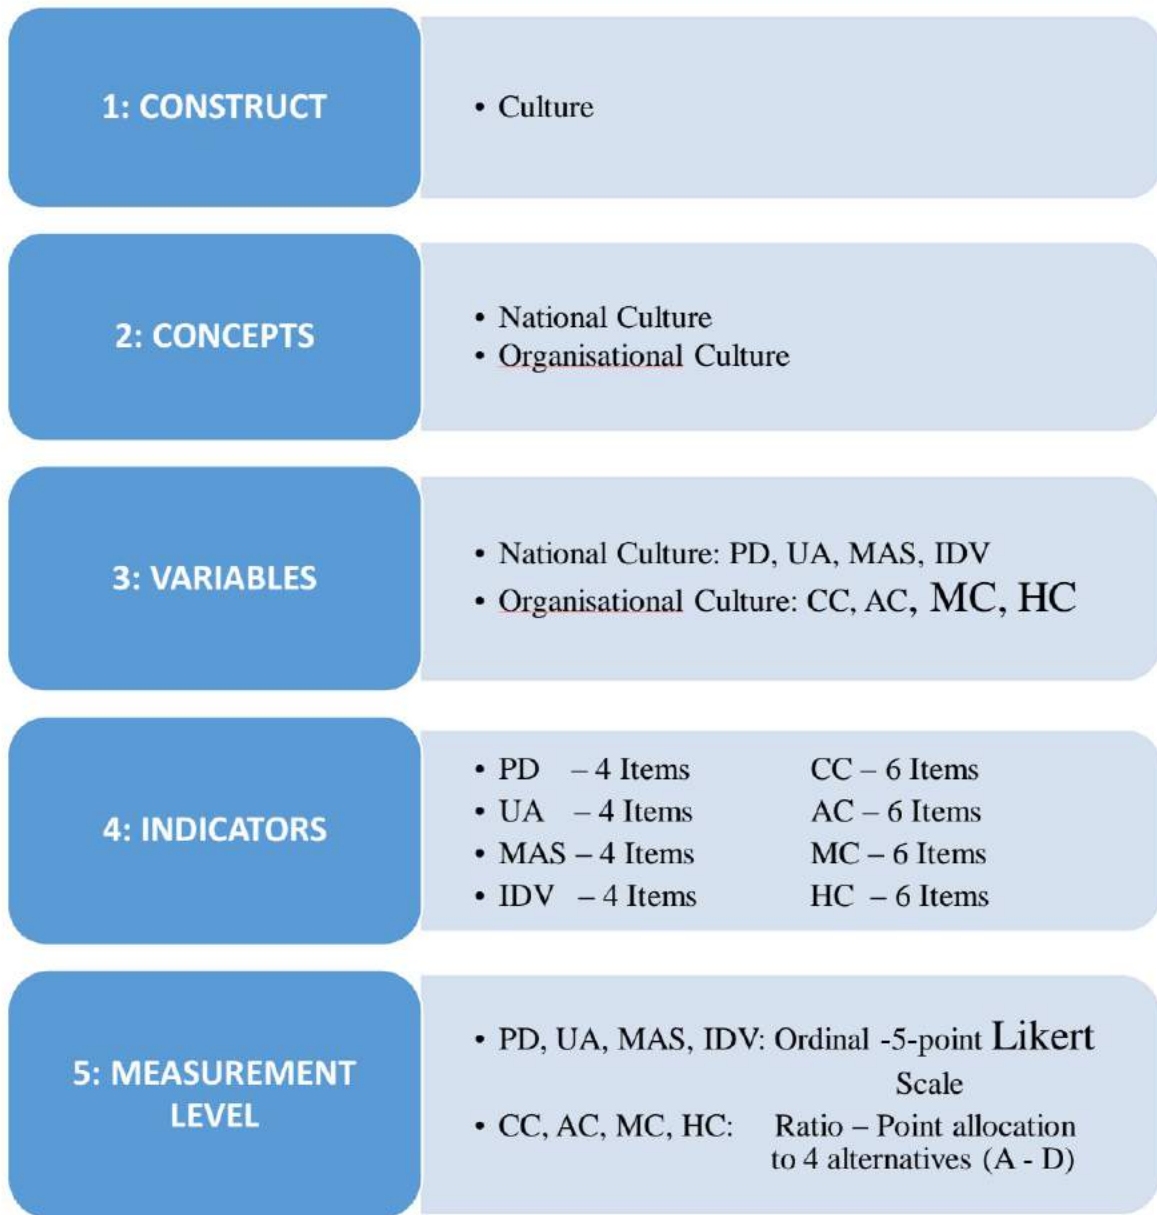 1: CONSTRUCT
• Culture
2: CONCEPTS
• National Culture
• Organisational Culture
3: VARIABLES
• National Culture: PD, UA, MAS, IDV
• Organisational Culture: CC, AC, MC, HC
4: INDICATORS
• PD – 4 Items CC – 6 Items
• UA – 4 Items AC – 6 Items
• MAS – 4 Items MC – 6 Items
• IDV – 4 Items HC – 6 Items
5: MEASUREMENT
LEVEL
• PD, UA, MAS, IDV: Ordinal -5-point Likert
Scale
• CC, AC, MC, HC: Ratio – Point allocation
to 4 alternatives (A - D)